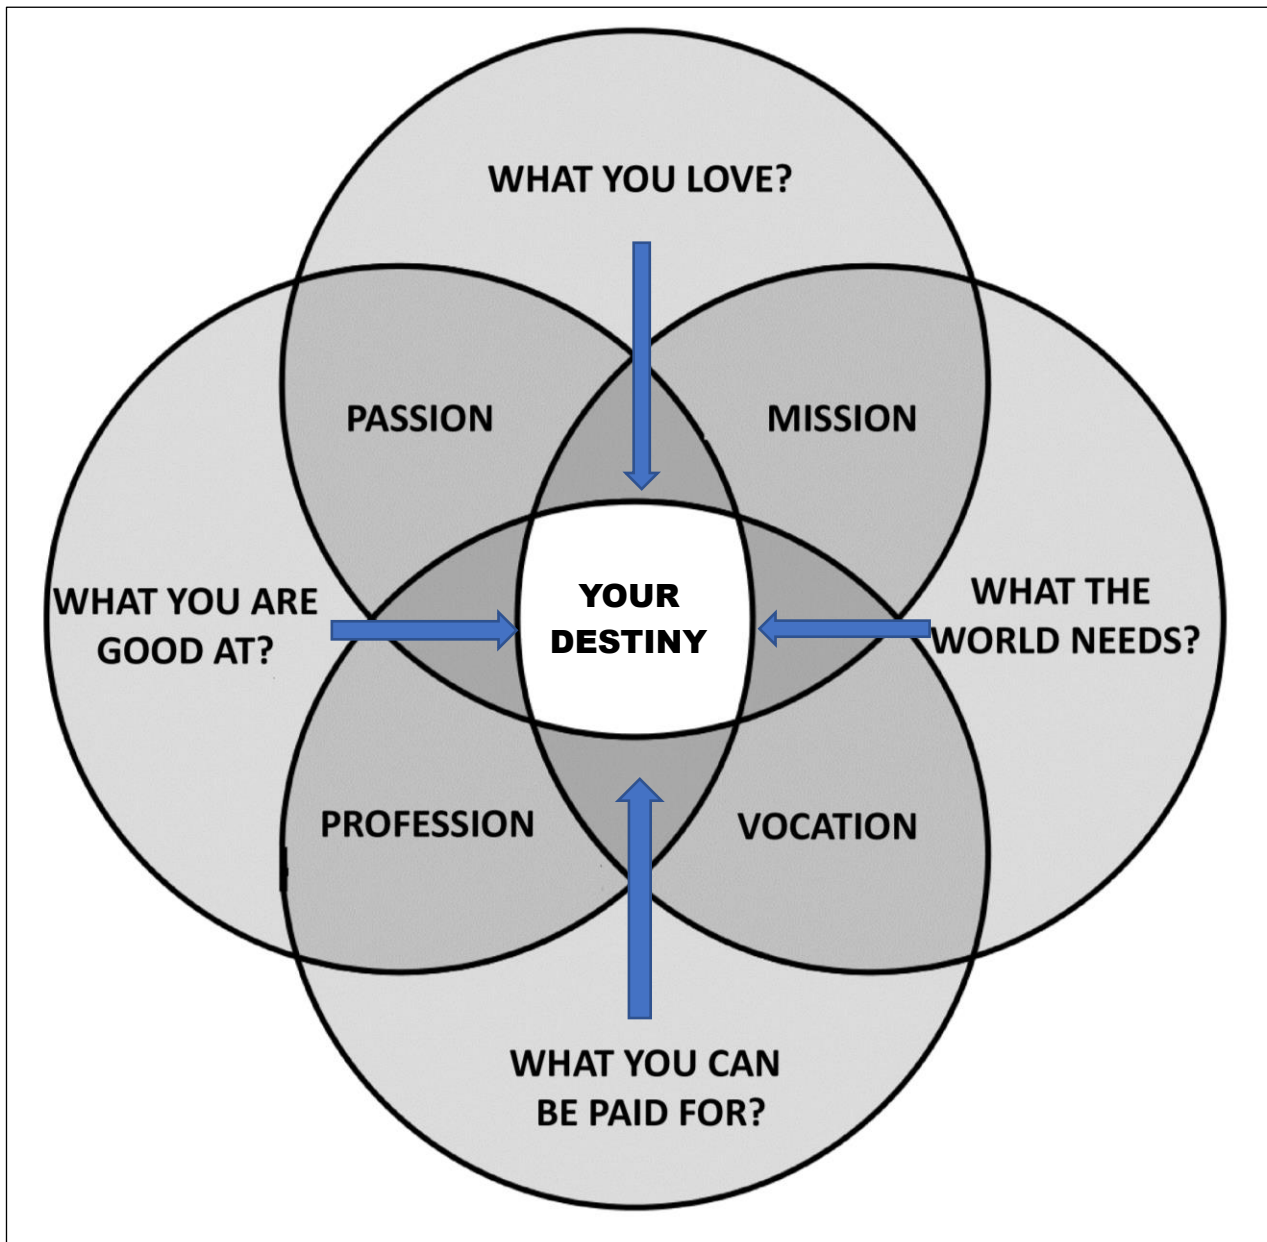 WHAT YOU LOVE?
PASSION
MISSION
WHAT YOU ARE
GOOD AT?
YOUR
DESTINY
WHAT THE
WORLD NEEDS?
PROFESSION
VOCATION
WHAT YOU CAN
BE PAID FOR?